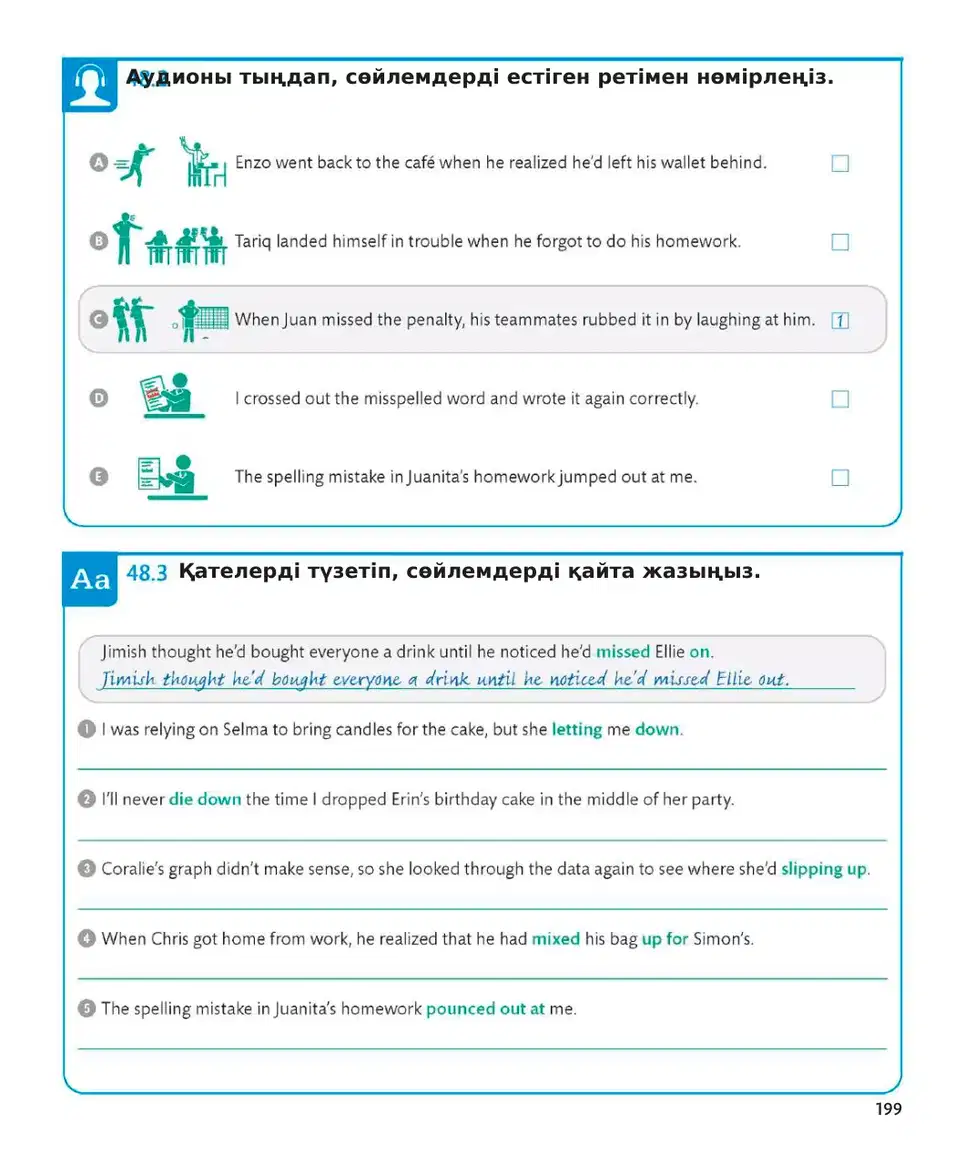 48.2 Аудионы тыңдап, сөйлемдерді естіген ретімен нөмірлеңіз.
A Enzo went back to the café when he realized he'd left his wallet behind.
B Tariq landed himself in trouble when he forgot to do his homework.
C When Juan missed the penalty, his teammates rubbed it in by laughing at him. 1
D I crossed out the misspelled word and wrote it again correctly.
E The spelling mistake in Juanita's homework jumped out at me.
Aa 48.3 Қателерді түзетіп, сөйлемдерді қайта жазыңыз.
Jimish thought he'd bought everyone a drink until he noticed he'd missed Ellie on.
Jimish thought he'd bought everyone a drink until he noticed he'd missed Ellie out.
1 I was relying on Selma to bring candles for the cake, but she letting me down.
2 I'll never die down the time I dropped Erin's birthday cake in the middle of her party.
3 Coralie's graph didn't make sense, so she looked through the data again to see where she'd slipping up.
4 When Chris got home from work, he realized that he had mixed his bag up for Simon's.
5 The spelling mistake in Juanita's homework pounced out at me.
199